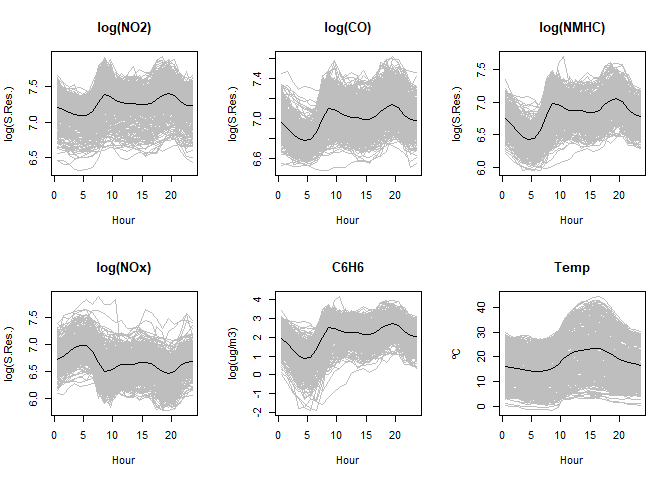 log(NO2)
log(S.Res.)
7.5
7.0
6.5
0 5 10 15 20
Hour
log(CO)
log(S.Res.)
7.4
7.0
6.6
0 5 10 15 20
Hour
log(NMHC)
log(S.Res.)
7.5
7.0
6.5
6.0
0 5 10 15 20
Hour
log(NOx)
log(S.Res.)
7.5
7.0
6.5
6.0
0 5 10 15 20
Hour
C6H6
log(ug/m3)
4
3
2
1
0
-1
-2
0 5 10 15 20
Hour
Temp
ºC
40
30
20
10
0
0 5 10 15 20
Hour